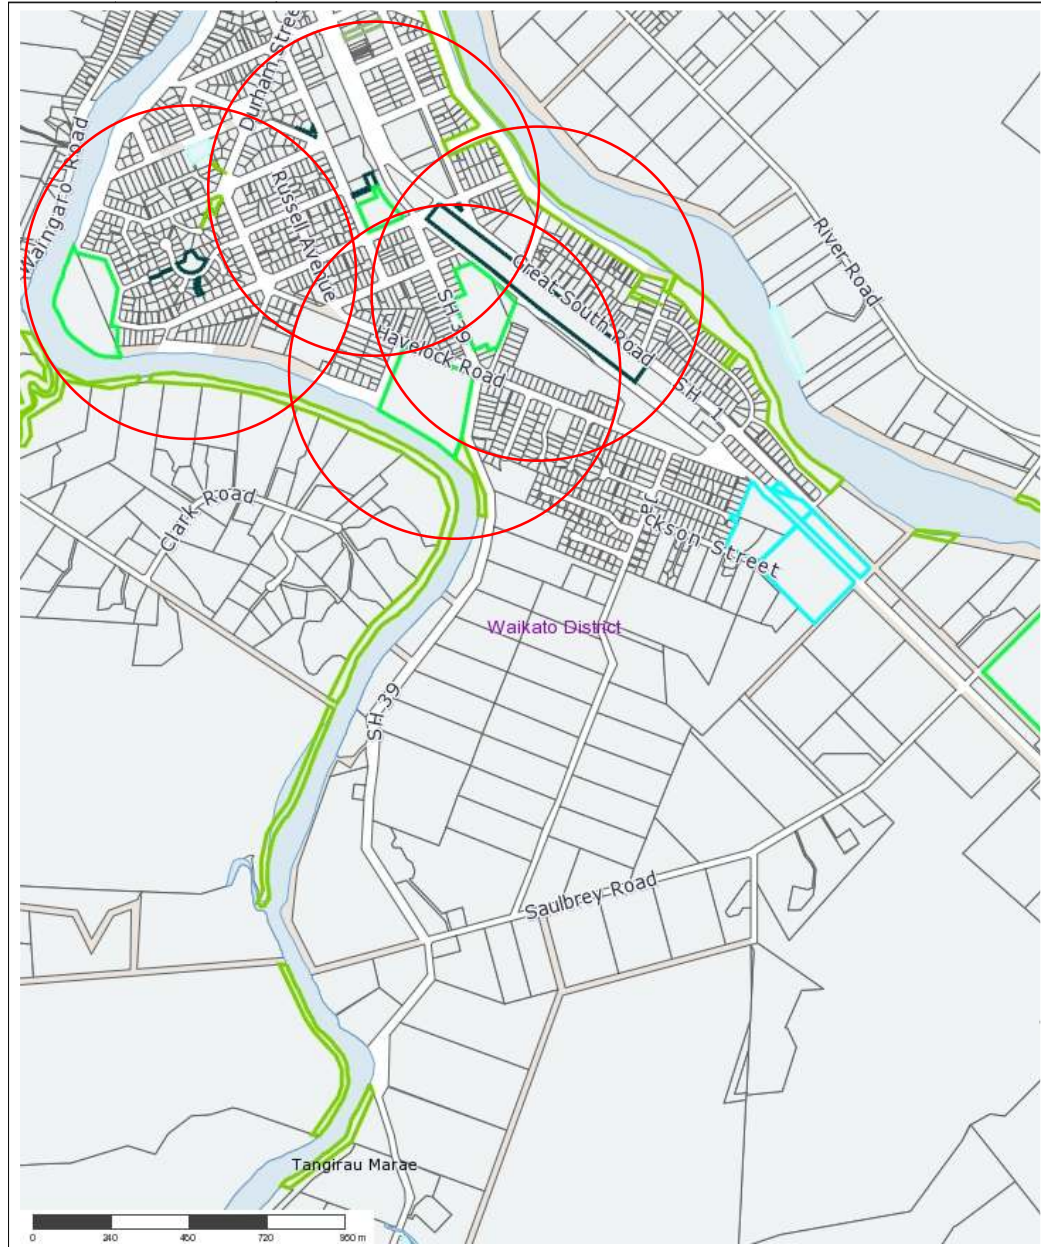 Durham Street
Waingaro Road
Russell Avenue
River Road
Great South Road
SH 39
Havelock Road
SH 1
Clark Road
Jackson Street
Waikato District
SH 39
Saulbrey Road
Tangirau Marae
0 240 480 720 960 m